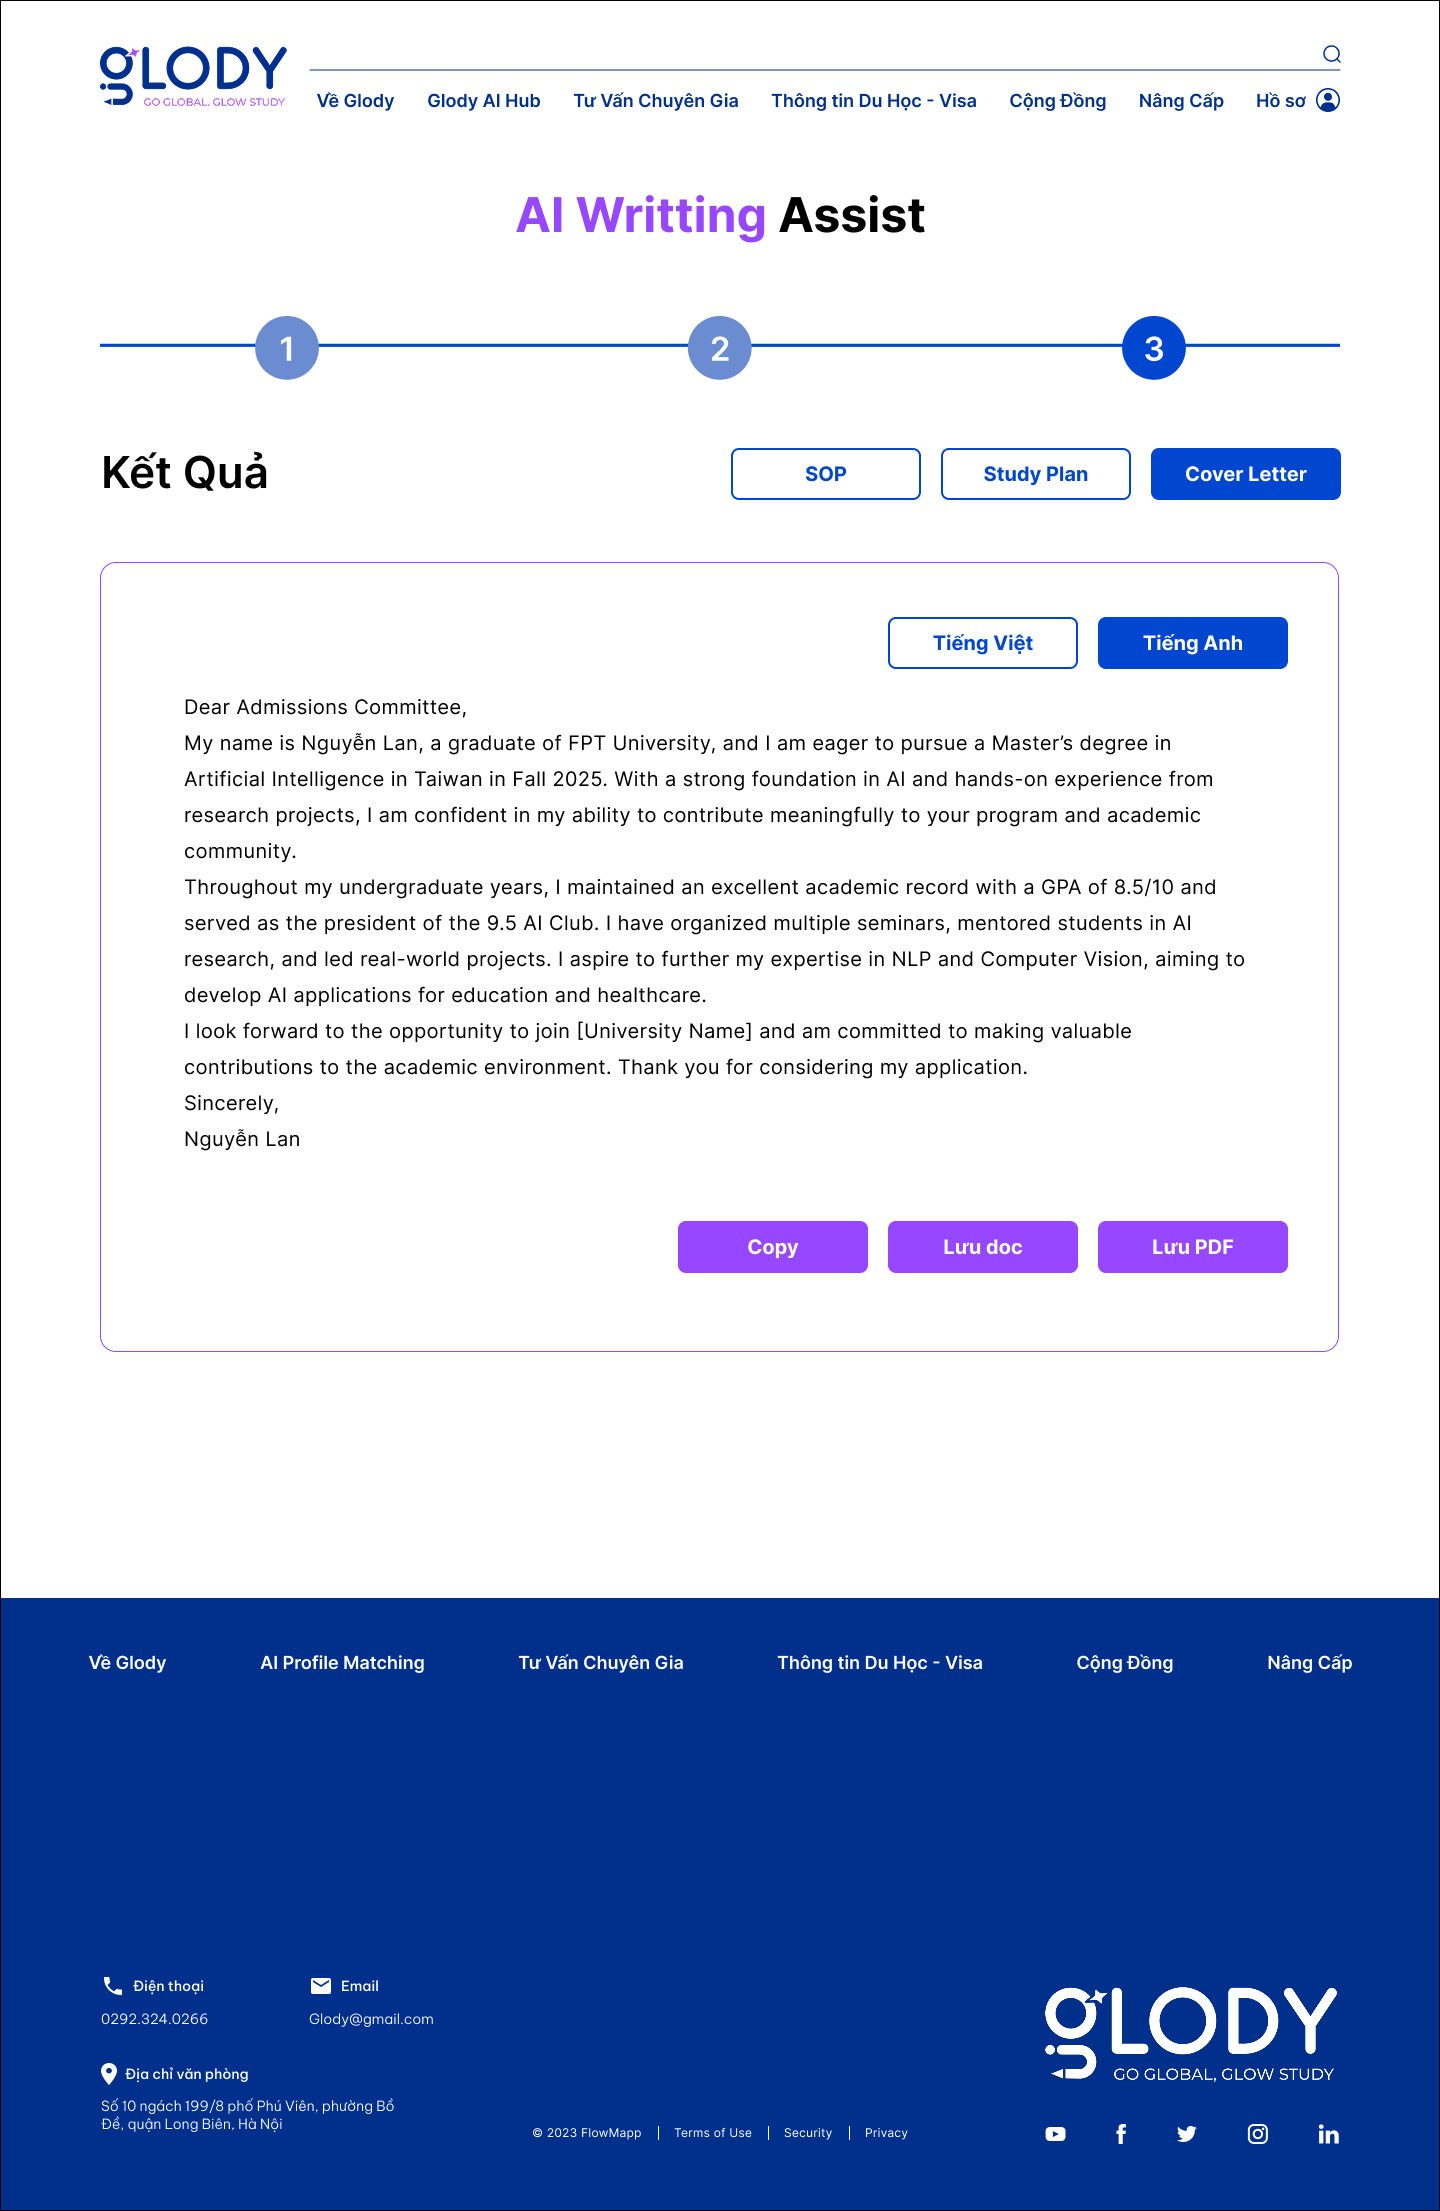 gLODY
GO GLOBAL, GLOW STUDY
Về Glody
Glody AI Hub
Tư Vấn Chuyên Gia
Thông tin Du Học - Visa
Cộng Đồng
Nâng Cấp
Hồ sơ
AI Writting Assist
1
2
3
Kết Quả
SOP
Study Plan
Cover Letter
Tiếng Việt
Tiếng Anh
Dear Admissions Committee,
My name is Nguyễn Lan, a graduate of FPT University, and I am eager to pursue a Master’s degree in
Artificial Intelligence in Taiwan in Fall 2025. With a strong foundation in AI and hands-on experience from
research projects, I am confident in my ability to contribute meaningfully to your program and academic
community.
Throughout my undergraduate years, I maintained an excellent academic record with a GPA of 8.5/10 and
served as the president of the 9.5 AI Club. I have organized multiple seminars, mentored students in AI
research, and led real-world projects. I aspire to further my expertise in NLP and Computer Vision, aiming to
develop AI applications for education and healthcare.
I look forward to the opportunity to join [University Name] and am committed to making valuable
contributions to the academic environment. Thank you for considering my application.
Sincerely,
Nguyễn Lan
Copy
Lưu doc
Lưu PDF
Về Glody
AI Profile Matching
Tư Vấn Chuyên Gia
Thông tin Du Học - Visa
Cộng Đồng
Nâng Cấp
Điện thoại
0292.324.0266
Email
Glody@gmail.com
Địa chỉ văn phòng
Số 10 ngách 199/8 phố Phú Viên, phường Bồ
Đề, quận Long Biên, Hà Nội
© 2023 FlowMapp
Terms of Use
Security
Privacy
gLODY
GO GLOBAL, GLOW STUDY